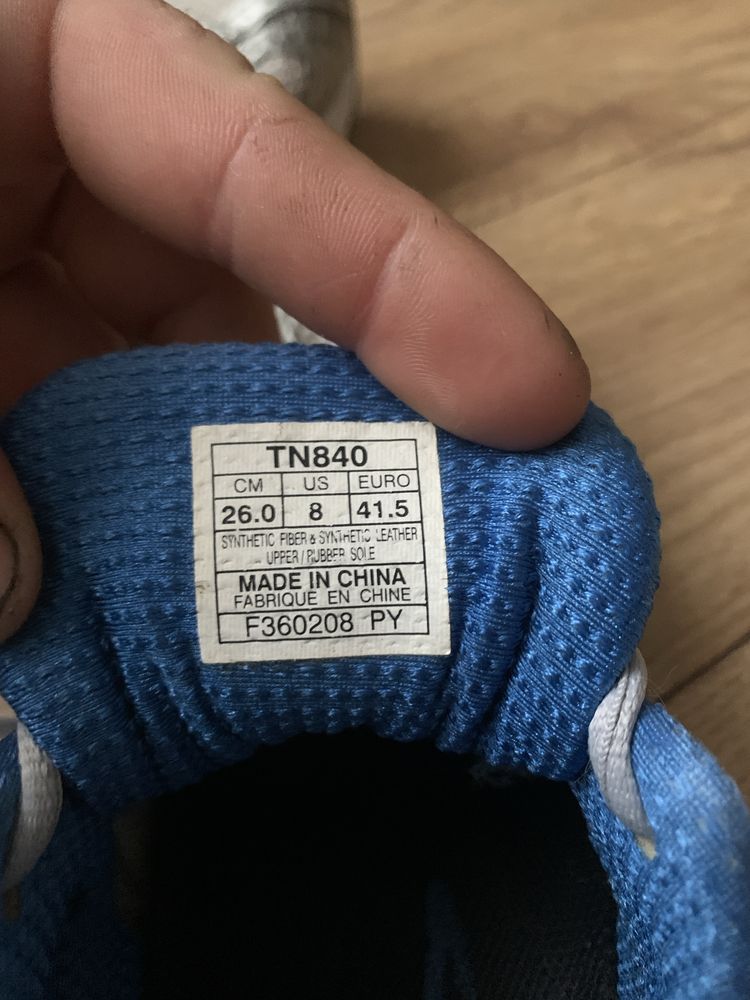 TN840
CM US EURO
26.0 8 41.5
SYNTHETIC FIBER & SYNTHETIC LEATHER
UPPER / RUBBER SOLE
MADE IN CHINA
FABRIQUE EN CHINE
F360208 PY